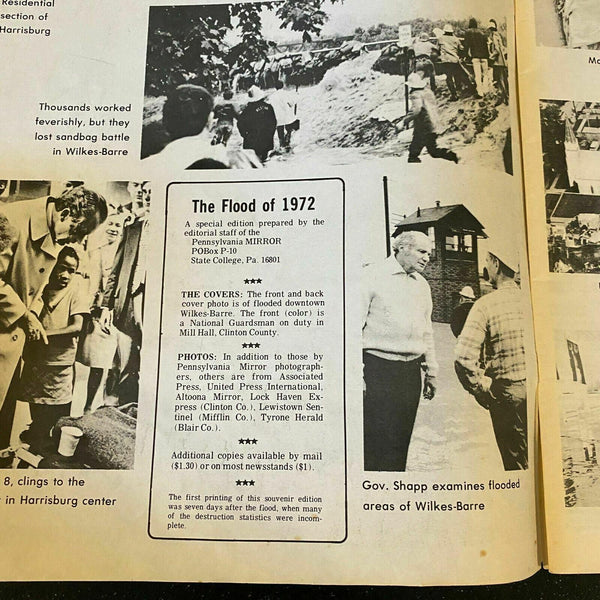 Residential
section of
Harrisburg
Thousands worked
feverishly, but they
lost sandbag battle
in Wilkes-Barre
The Flood of 1972
A special edition prepared by the
editorial staff of the
Pennsylvania MIRROR
POBox P-10
State College, Pa. 16801
★★★
THE COVERS: The front and back
cover photo is of flooded downtown
Wilkes-Barre. The front (color) is
a National Guardsman on duty in
Mill Hall, Clinton County.
★★★
PHOTOS: In addition to those by
Pennsylvania Mirror photograph-
ers, others are from Associated
Press, United Press International,
Altoona Mirror, Lock Haven Ex-
press (Clinton Co.), Lewistown Sen-
tinel (Mifflin Co.), Tyrone Herald
(Blair Co.).
★★★
Additional copies available by mail
($1.30) or on most newsstands ($1).
★★★
The first printing of this souvenir edition
was seven days after the flood, when many
of the destruction statistics were incom-
plete.
8, clings to the
in Harrisburg center
Gov. Shapp examines flooded
areas of Wilkes-Barre